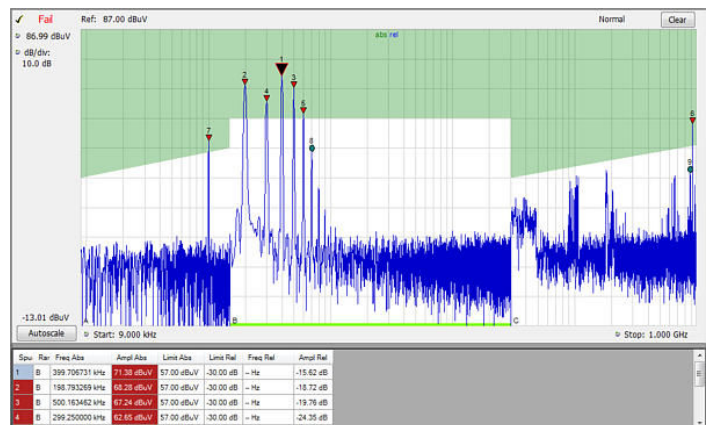 Fail Ref: 87.00 dBuV Normal Clear
86.99 dBuV
dB/div:
10.0 dB
abs rel
1
2
3
4
5
6
7
8
9
-13.01 dBuV
A B C
Autoscale Start: 9.000 kHz Stop: 1.000 GHz
Spu Rar Freq Abs Ampl Abs Limit Abs Limit Rel Freq Rel Ampl Rel
1 B 399.706731 kHz 71.38 dBuV 57.00 dBuV -30.00 dB -- Hz -15.62 dB
2 B 198.793269 kHz 68.28 dBuV 57.00 dBuV -30.00 dB -- Hz -18.72 dB
3 B 500.163462 kHz 67.24 dBuV 57.00 dBuV -30.00 dB -- Hz -19.76 dB
4 B 299.250000 kHz 62.65 dBuV 57.00 dBuV -30.00 dB -- Hz -24.35 dB